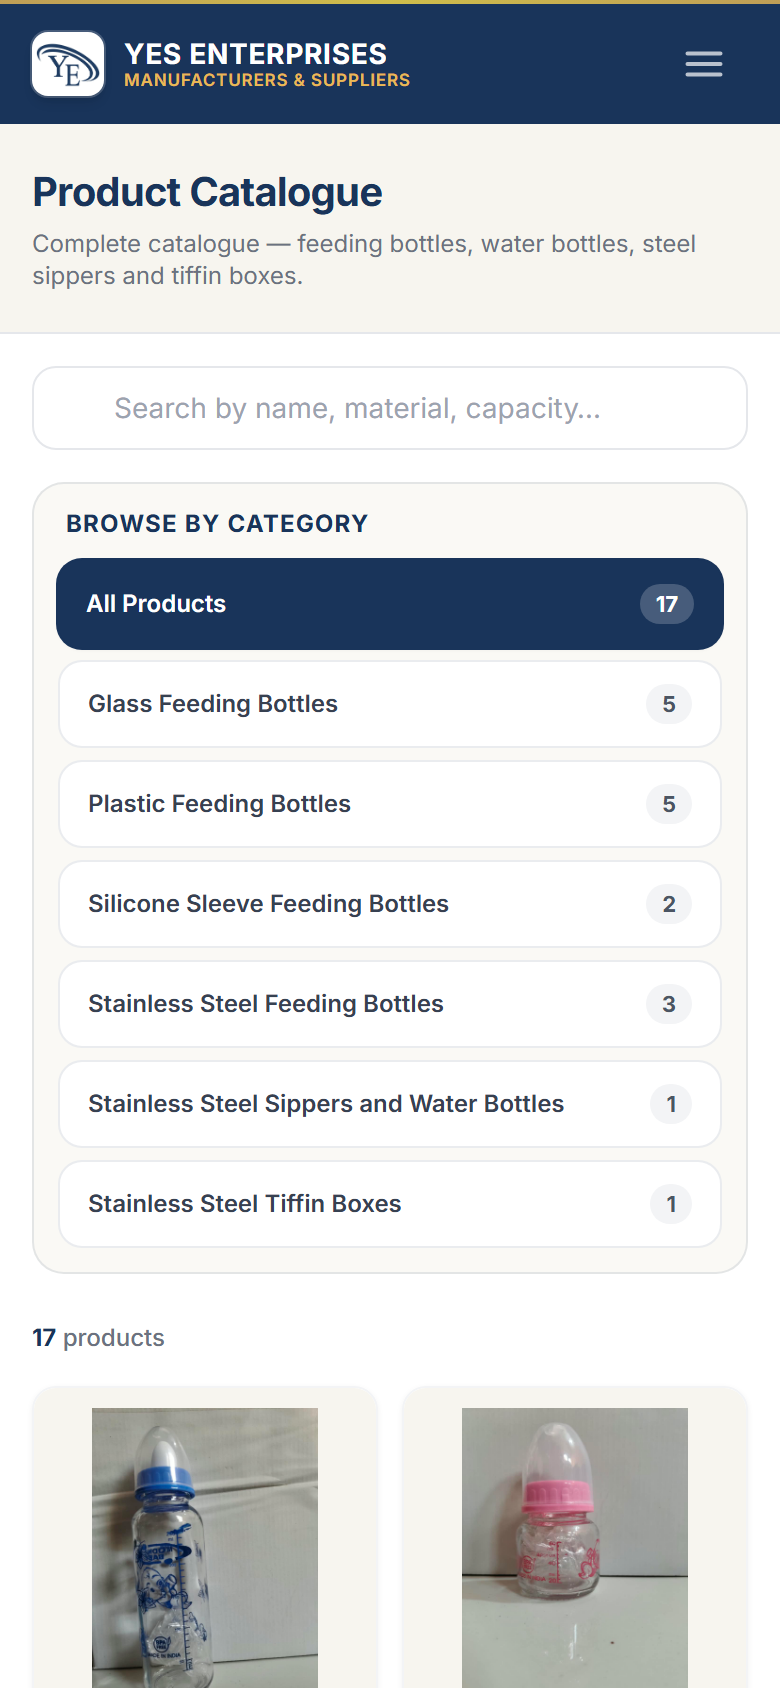 YE
YES ENTERPRISES
MANUFACTURERS & SUPPLIERS
Product Catalogue
Complete catalogue — feeding bottles, water bottles, steel
sippers and tiffin boxes.
Search by name, material, capacity...
BROWSE BY CATEGORY
All Products 17
Glass Feeding Bottles 5
Plastic Feeding Bottles 5
Silicone Sleeve Feeding Bottles 2
Stainless Steel Feeding Bottles 3
Stainless Steel Sippers and Water Bottles 1
Stainless Steel Tiffin Boxes 1
17 products
MADE IN INDIA